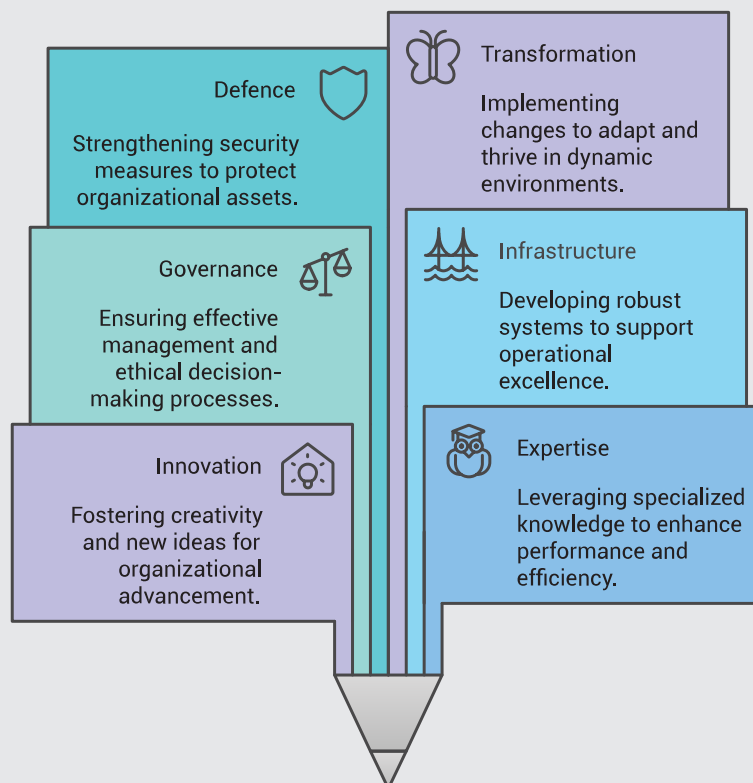 Defence
Strengthening security
measures to protect
organizational assets.
Transformation
Implementing
changes to adapt and
thrive in dynamic
environments.
Governance
Ensuring effective
management and
ethical decision-
making processes.
Infrastructure
Developing robust
systems to support
operational
excellence.
Innovation
Fostering creativity
and new ideas for
organizational
advancement.
Expertise
Leveraging specialized
knowledge to enhance
performance and
efficiency.